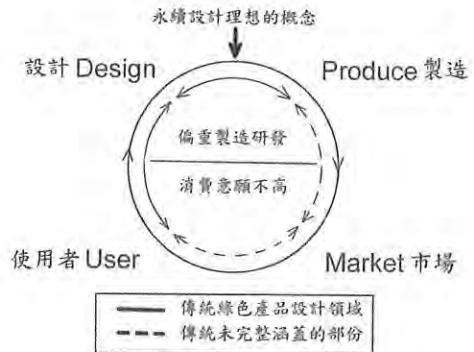 永續設計理想的概念
設計 Design
Produce 製造
偏重製造研發
消費意願不高
使用者 User
Market 市場
傳統綠色產品設計領域
傳統未完整涵蓋的部份